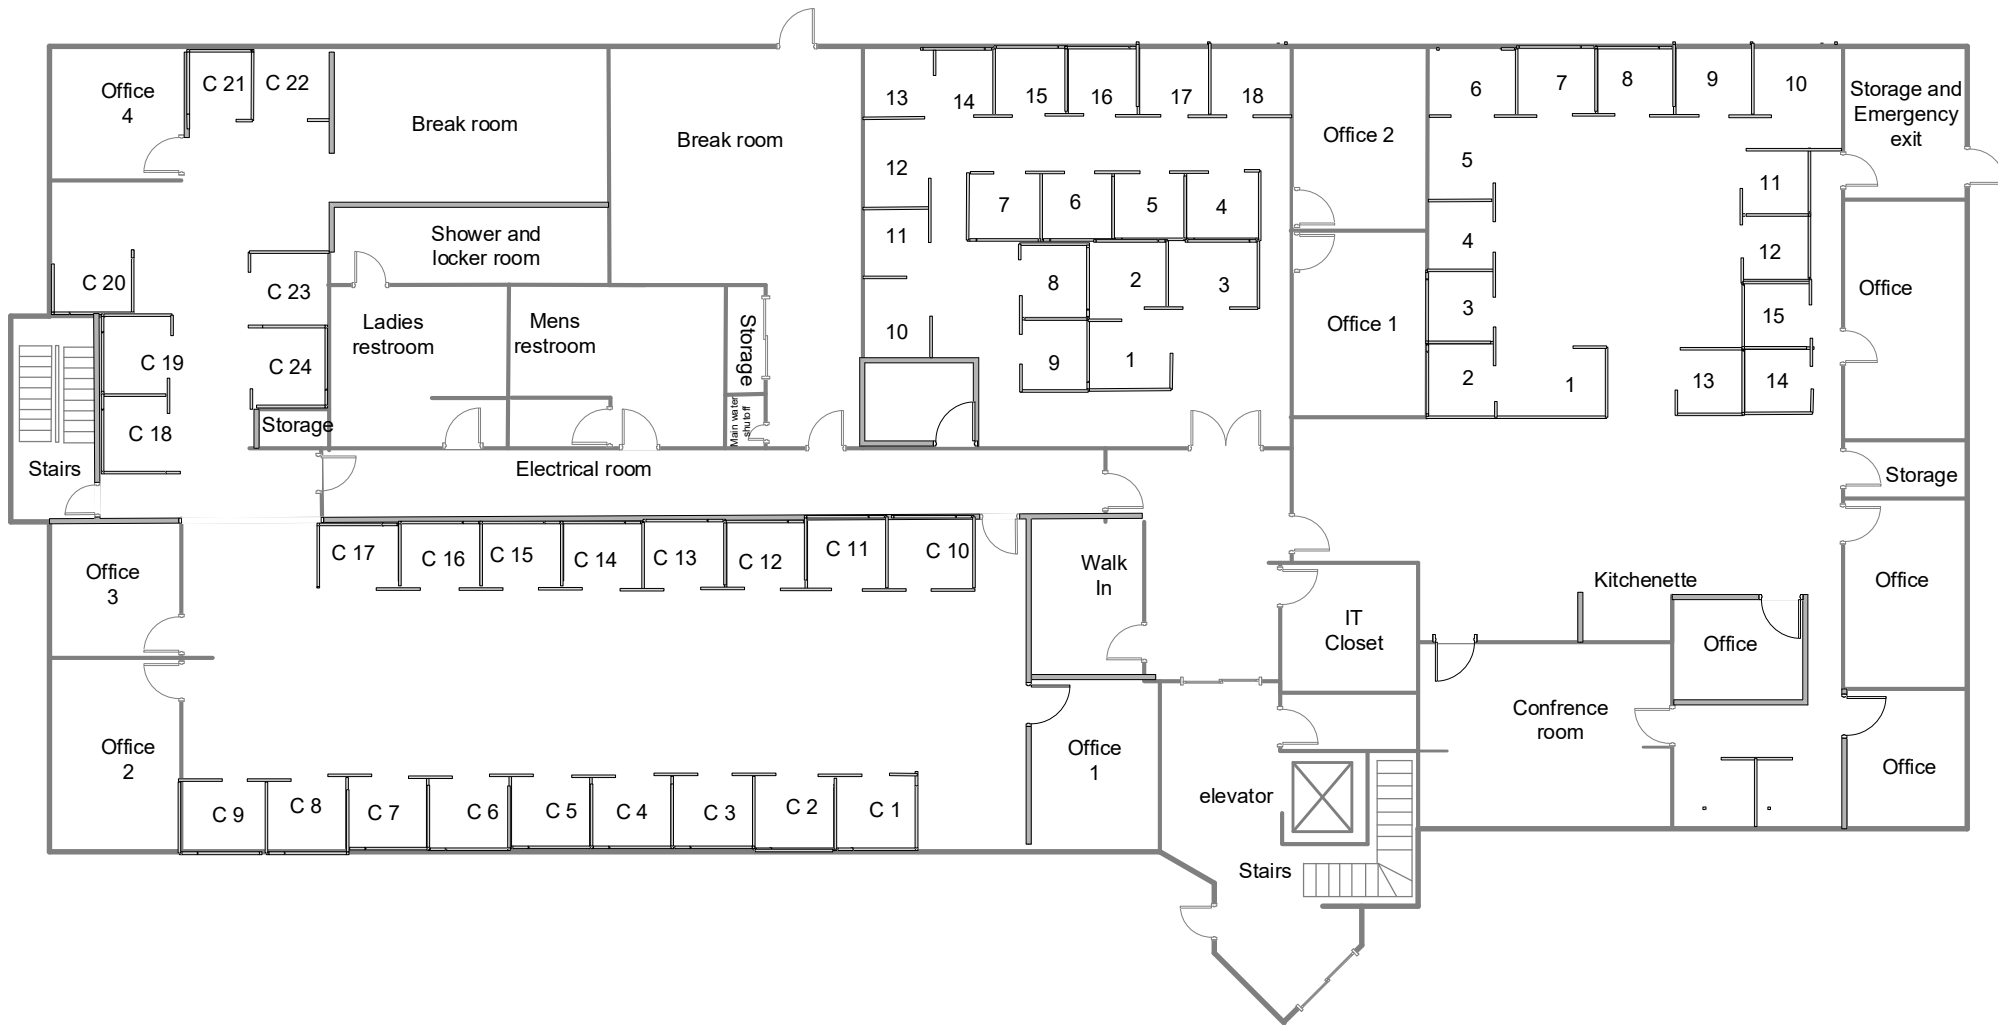 Office
4
C 21
C 22
Break room
Break room
13
14
15
16
17
18
12
11
10
7
6
5
4
8
2
3
9
1
Office 2
Office 1
6
7
8
9
10
5
4
3
2
1
11
12
15
13
14
Storage and
Emergency
exit
Office
Storage
Office
Office
Shower and
locker room
Ladies
restroom
Mens
restroom
Storage
Main water
shutoff
C 20
C 23
C 19
C 24
C 18
Storage
Stairs
Electrical room
Office
3
C 17
C 16
C 15
C 14
C 13
C 12
C 11
C 10
Walk
In
IT
Closet
Kitchenette
Office
Confrence
room
Office
2
C 9
C 8
C 7
C 6
C 5
C 4
C 3
C 2
C 1
Office
1
elevator
Stairs